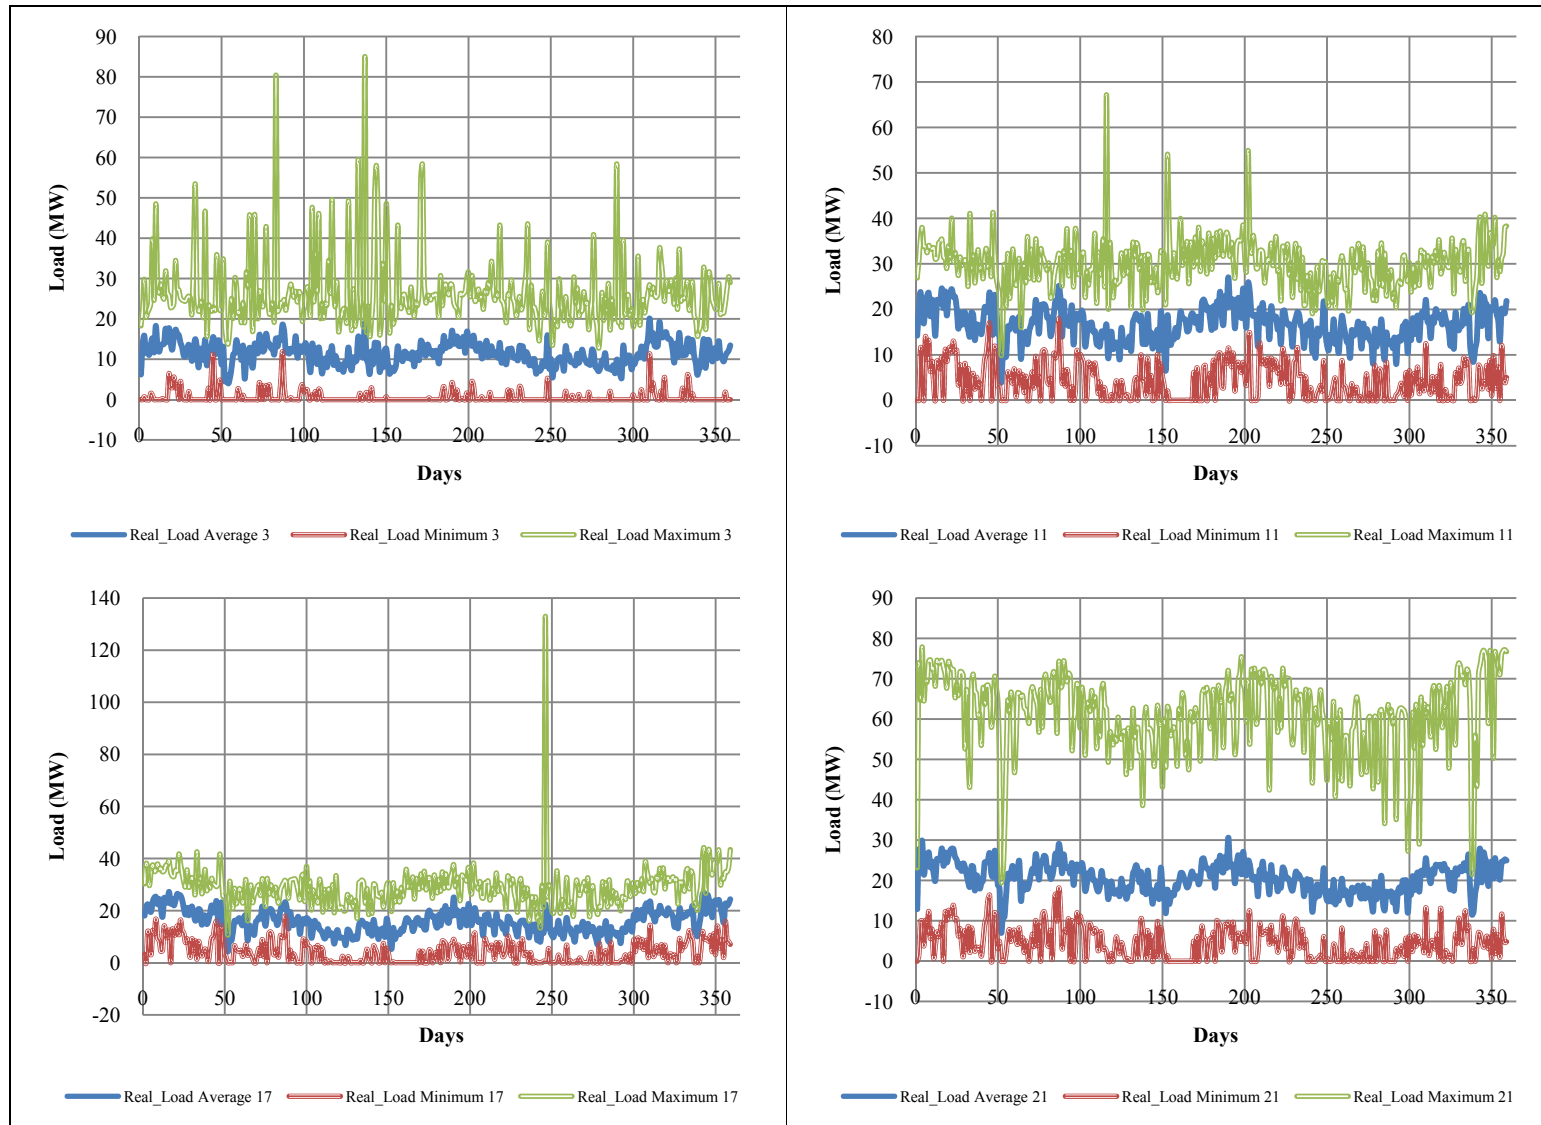 90
80
70
60
50
40
30
20
10
0
-10
Load (MW)
0 50 100 150 200 250 300 350
Days
Real_Load Average 3 Real_Load Minimum 3 Real_Load Maximum 3
80
70
60
50
40
30
20
10
0
-10
Load (MW)
0 50 100 150 200 250 300 350
Days
Real_Load Average 11 Real_Load Minimum 11 Real_Load Maximum 11
140
120
100
80
60
40
20
0
-20
Load (MW)
0 50 100 150 200 250 300 350
Days
Real_Load Average 17 Real_Load Minimum 17 Real_Load Maximum 17
90
80
70
60
50
40
30
20
10
0
-10
Load (MW)
0 50 100 150 200 250 300 350
Days
Real_Load Average 21 Real_Load Minimum 21 Real_Load Maximum 21